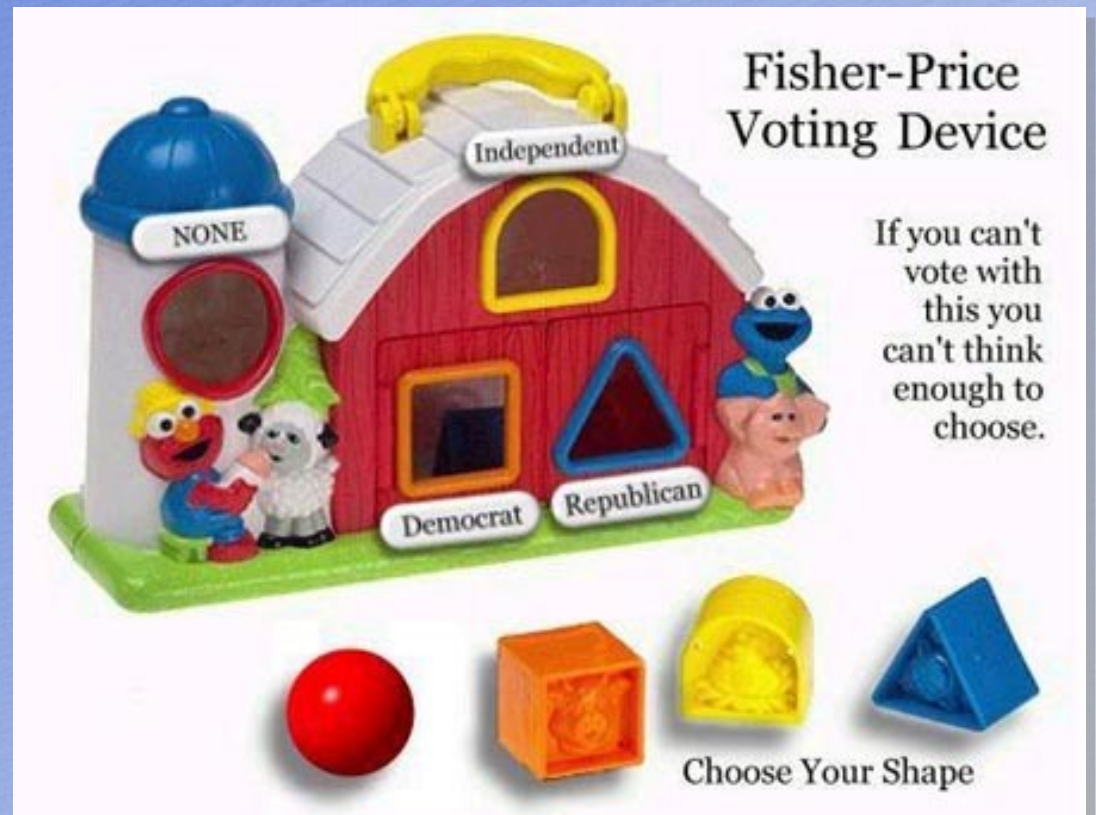 Fisher-Price
Voting Device
Independent
NONE
If you can't
vote with
this you
can't think
enough to
choose.
Democrat
Republican
Choose Your Shape